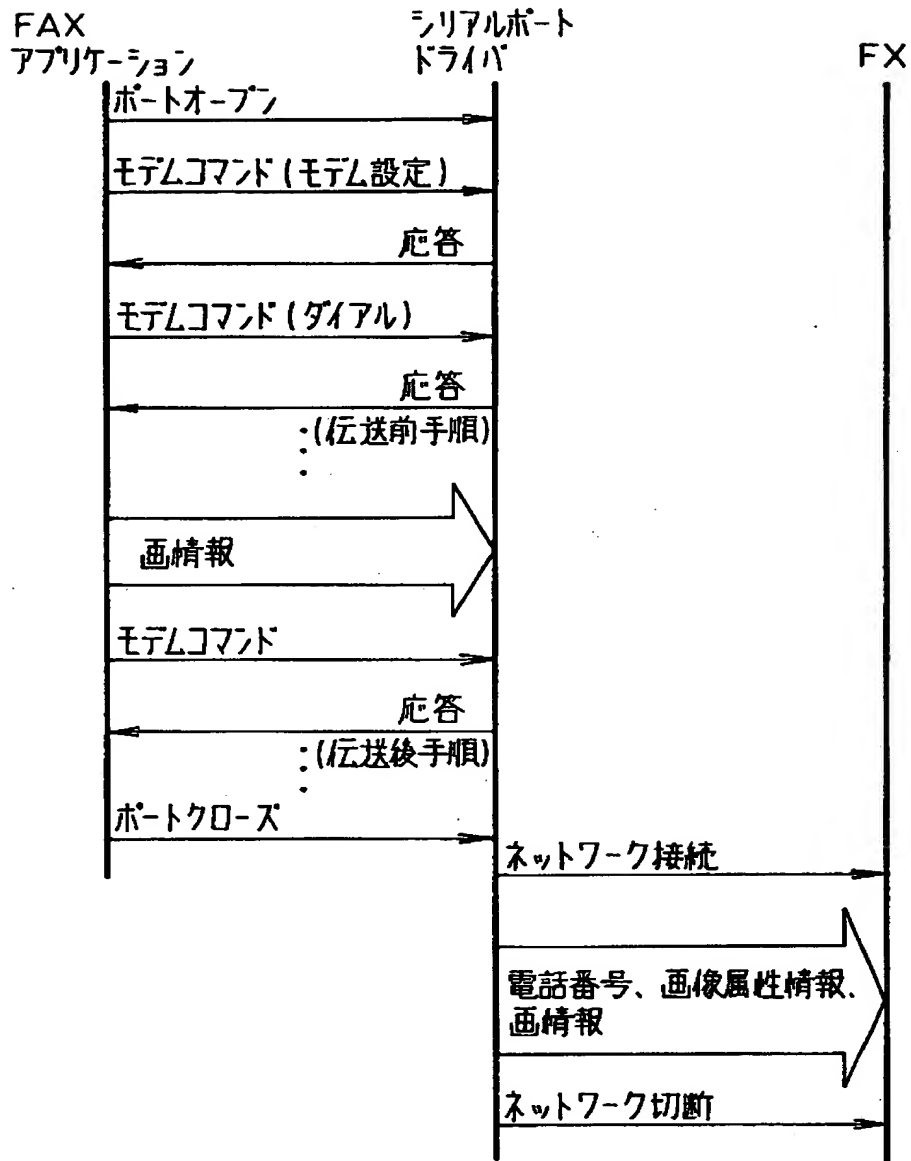 FAX
アプリケーション
シリアルポート
ドライバ
FX
ポートオープン
モデムコマンド(モデム設定)
応答
モデムコマンド(ダイアル)
応答
(伝送前手順)
画情報
モデムコマンド
応答
(伝送後手順)
ポートクローズ
ネットワーク接続
電話番号、画像属性情報、
画情報
ネットワーク切断